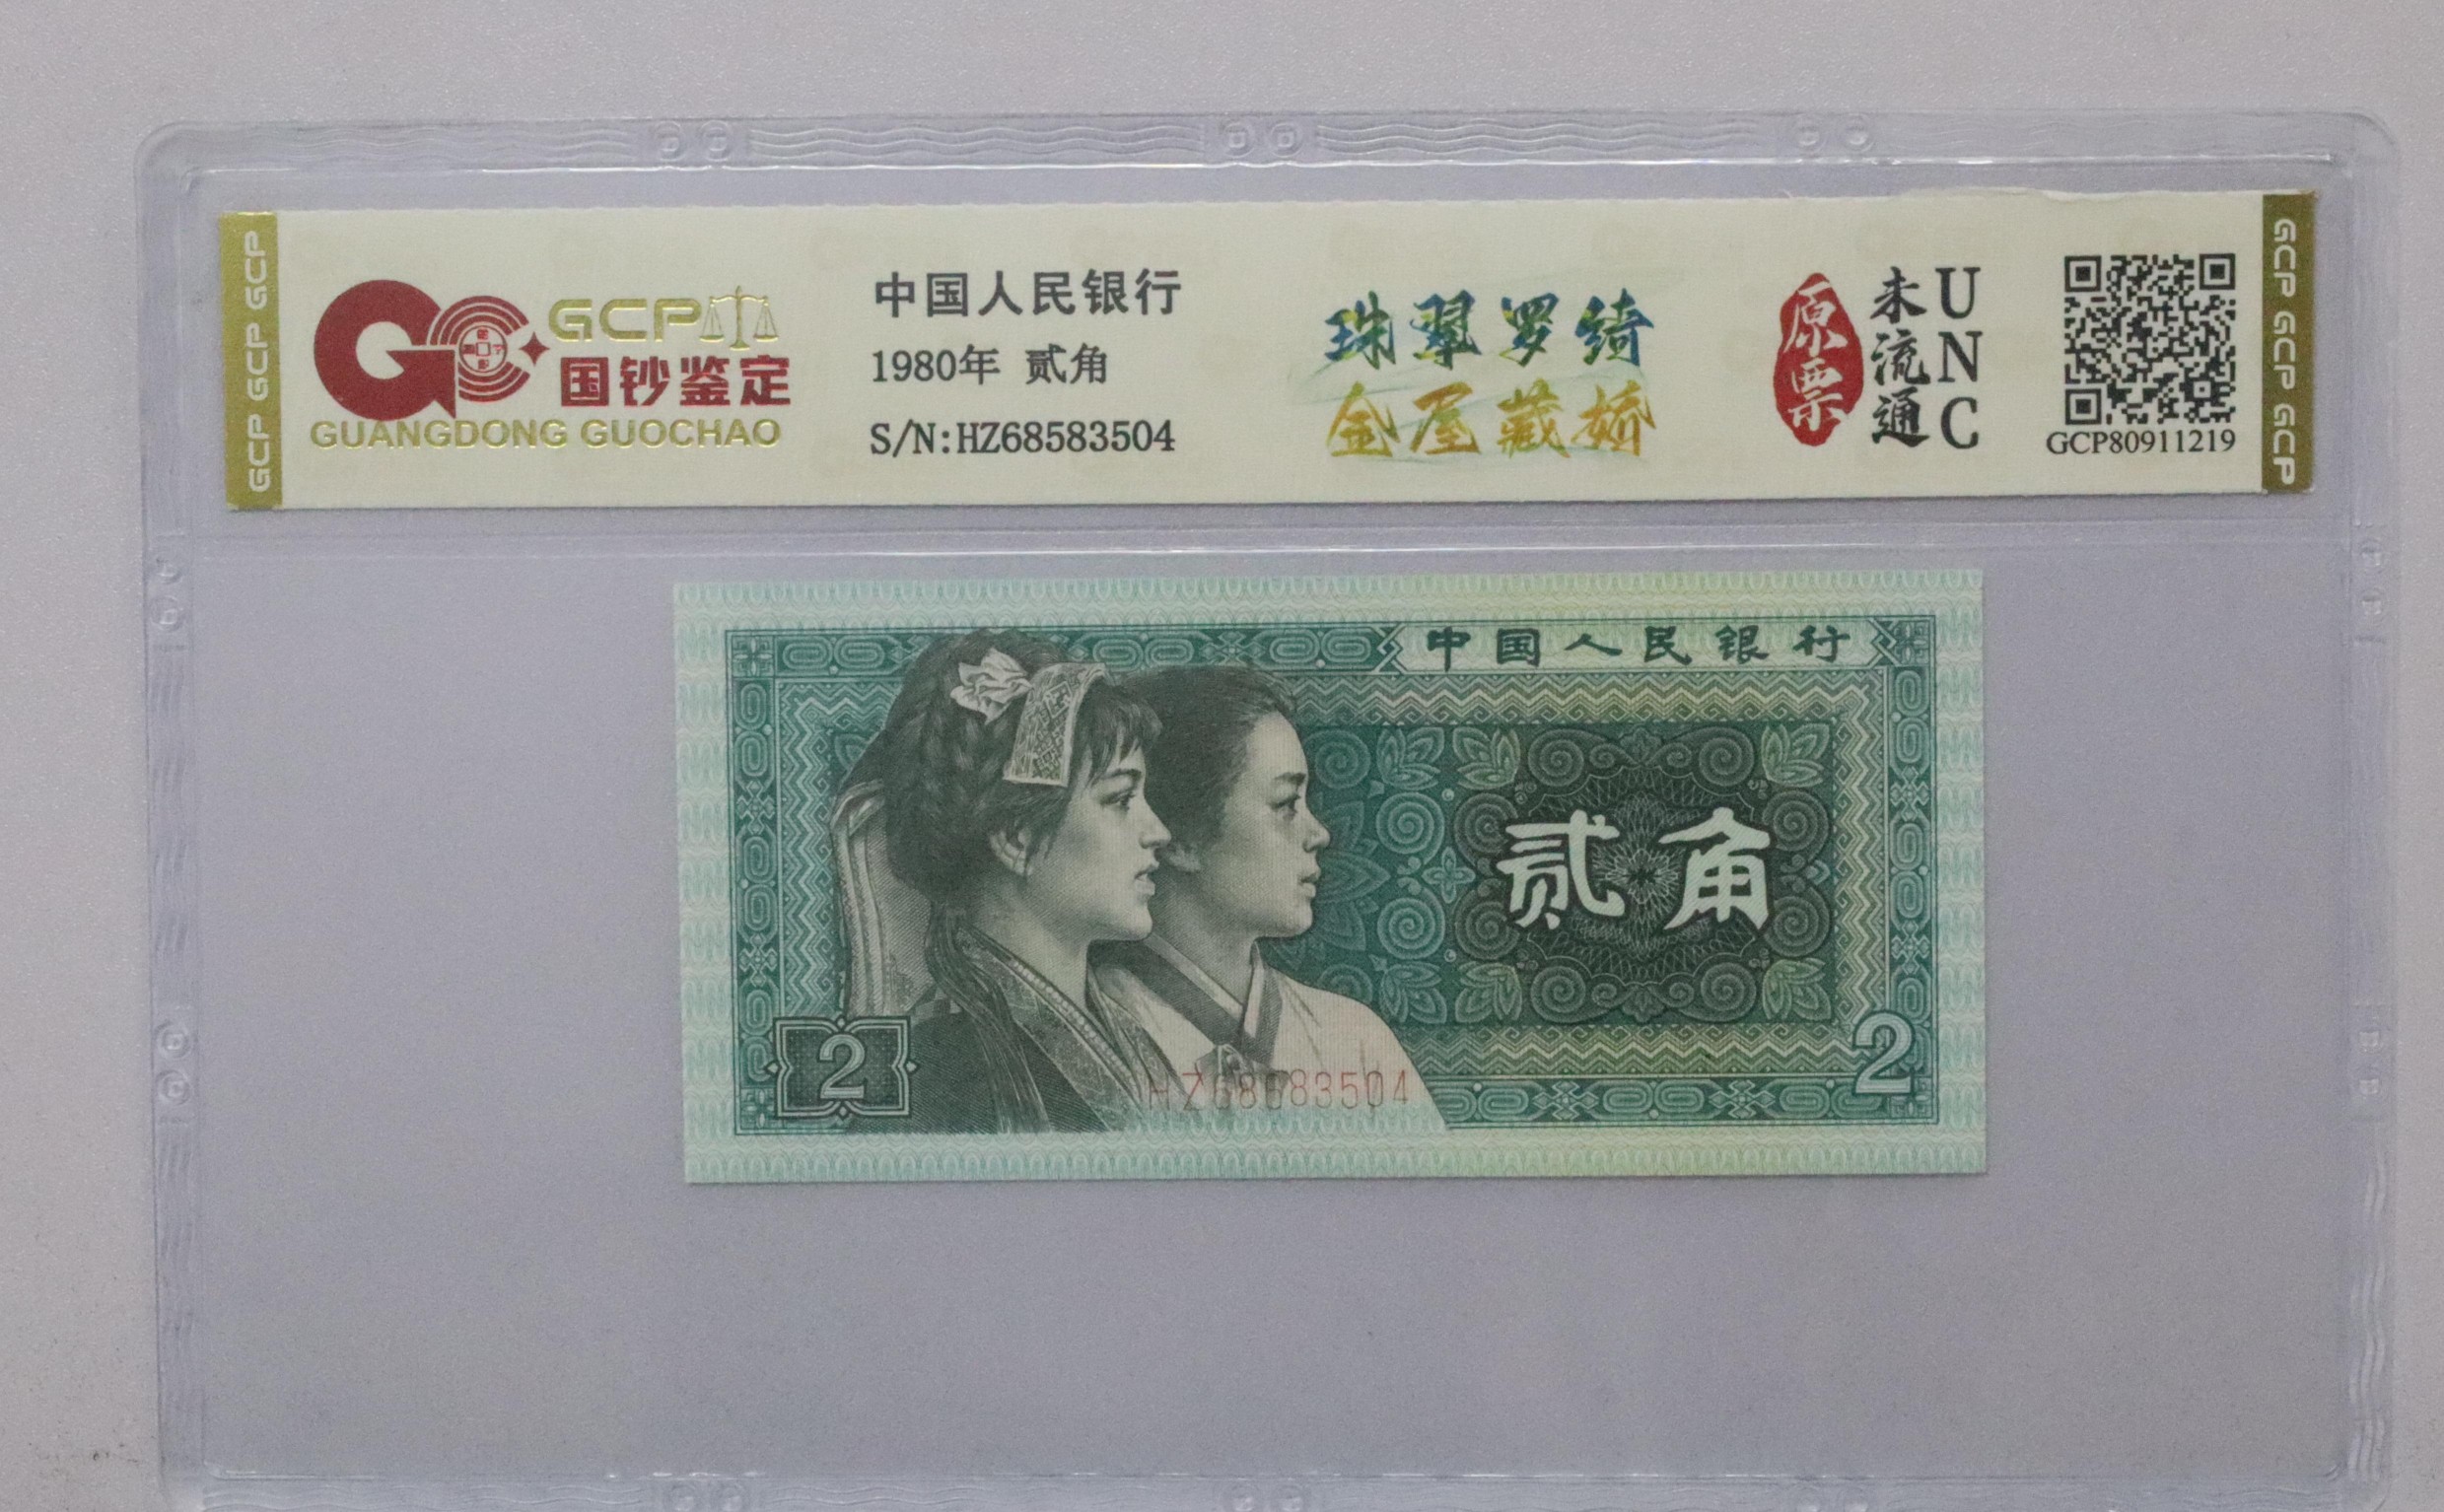 GCP GCP GCP
GCP
国钞鉴定
GUANGDONG GUOCHAO
中国人民银行
1980年 贰角
S/N:HZ68583504
珠翠罗绮
金屋藏娇
原票
未流通
UNC
GCP80911219
GCP GCP GCP
中国人民银行
贰角
2
HZ68583504
2